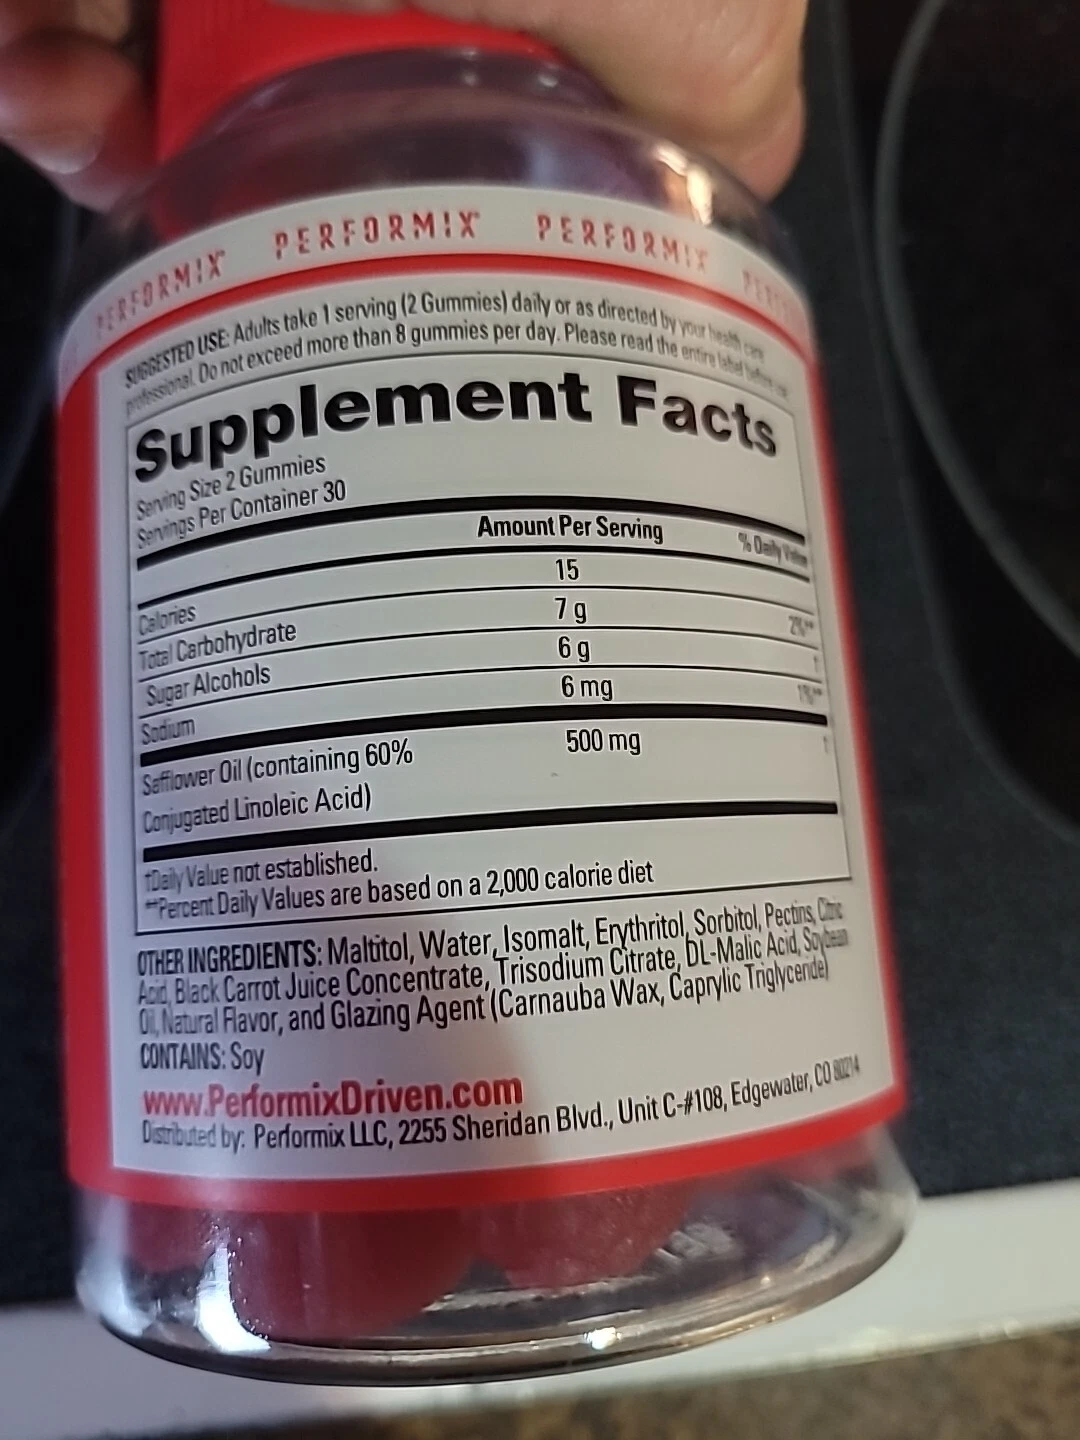 PERFORMIX PERFORMIX PERFORMIX
SUGGESTED USE: Adults take 1 serving (2 Gummies) daily or as directed by your health care
professional. Do not exceed more than 8 gummies per day. Please read the entire label before
Supplement Facts
Serving Size 2 Gummies
Servings Per Container 30
Amount Per Serving % Daily Value
Calories 15
Total Carbohydrate 7 g 2%**
Sugar Alcohols 6 g †
Sodium 6 mg 1%**
Safflower Oil (containing 60% 500 mg †
Conjugated Linoleic Acid)
†Daily Value not established.
**Percent Daily Values are based on a 2,000 calorie diet
OTHER INGREDIENTS: Maltitol, Water, Isomalt, Erythritol, Sorbitol, Pectins, Citric
Acid, Black Carrot Juice Concentrate, Trisodium Citrate, DL-Malic Acid, Soybean
Oil, Natural Flavor, and Glazing Agent (Carnauba Wax, Caprylic Triglyceride)
CONTAINS: Soy
www.PerformixDriven.com
Distributed by: Performix LLC, 2255 Sheridan Blvd., Unit C-#108, Edgewater, CO 80214